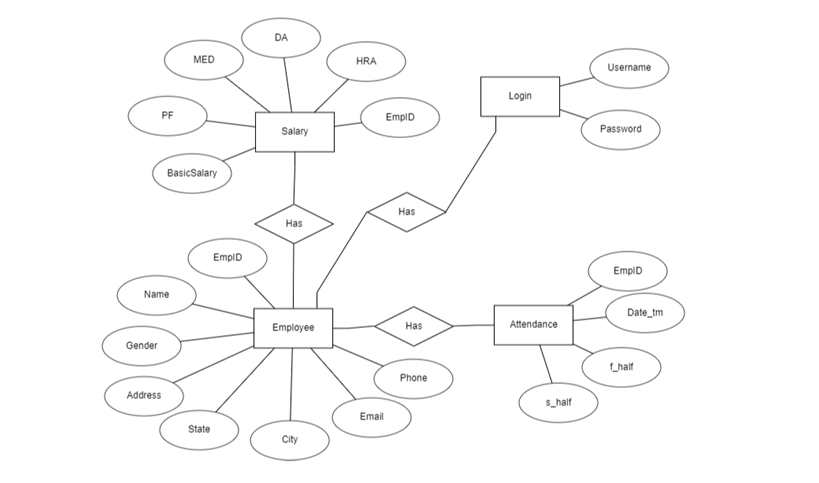 DA
MED
HRA
PF
EmpID
Salary
BasicSalary
Login
Username
Password
Has
Has
EmpID
Name
Employee
Has
Attendance
EmpID
Date_tm
Gender
Address
State
City
Email
Phone
f_half
s_half